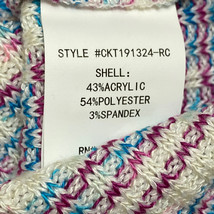 STYLE #CKT191324-RC
SHELL:
43%ACRYLIC
54%POLYESTER
3%SPANDEX